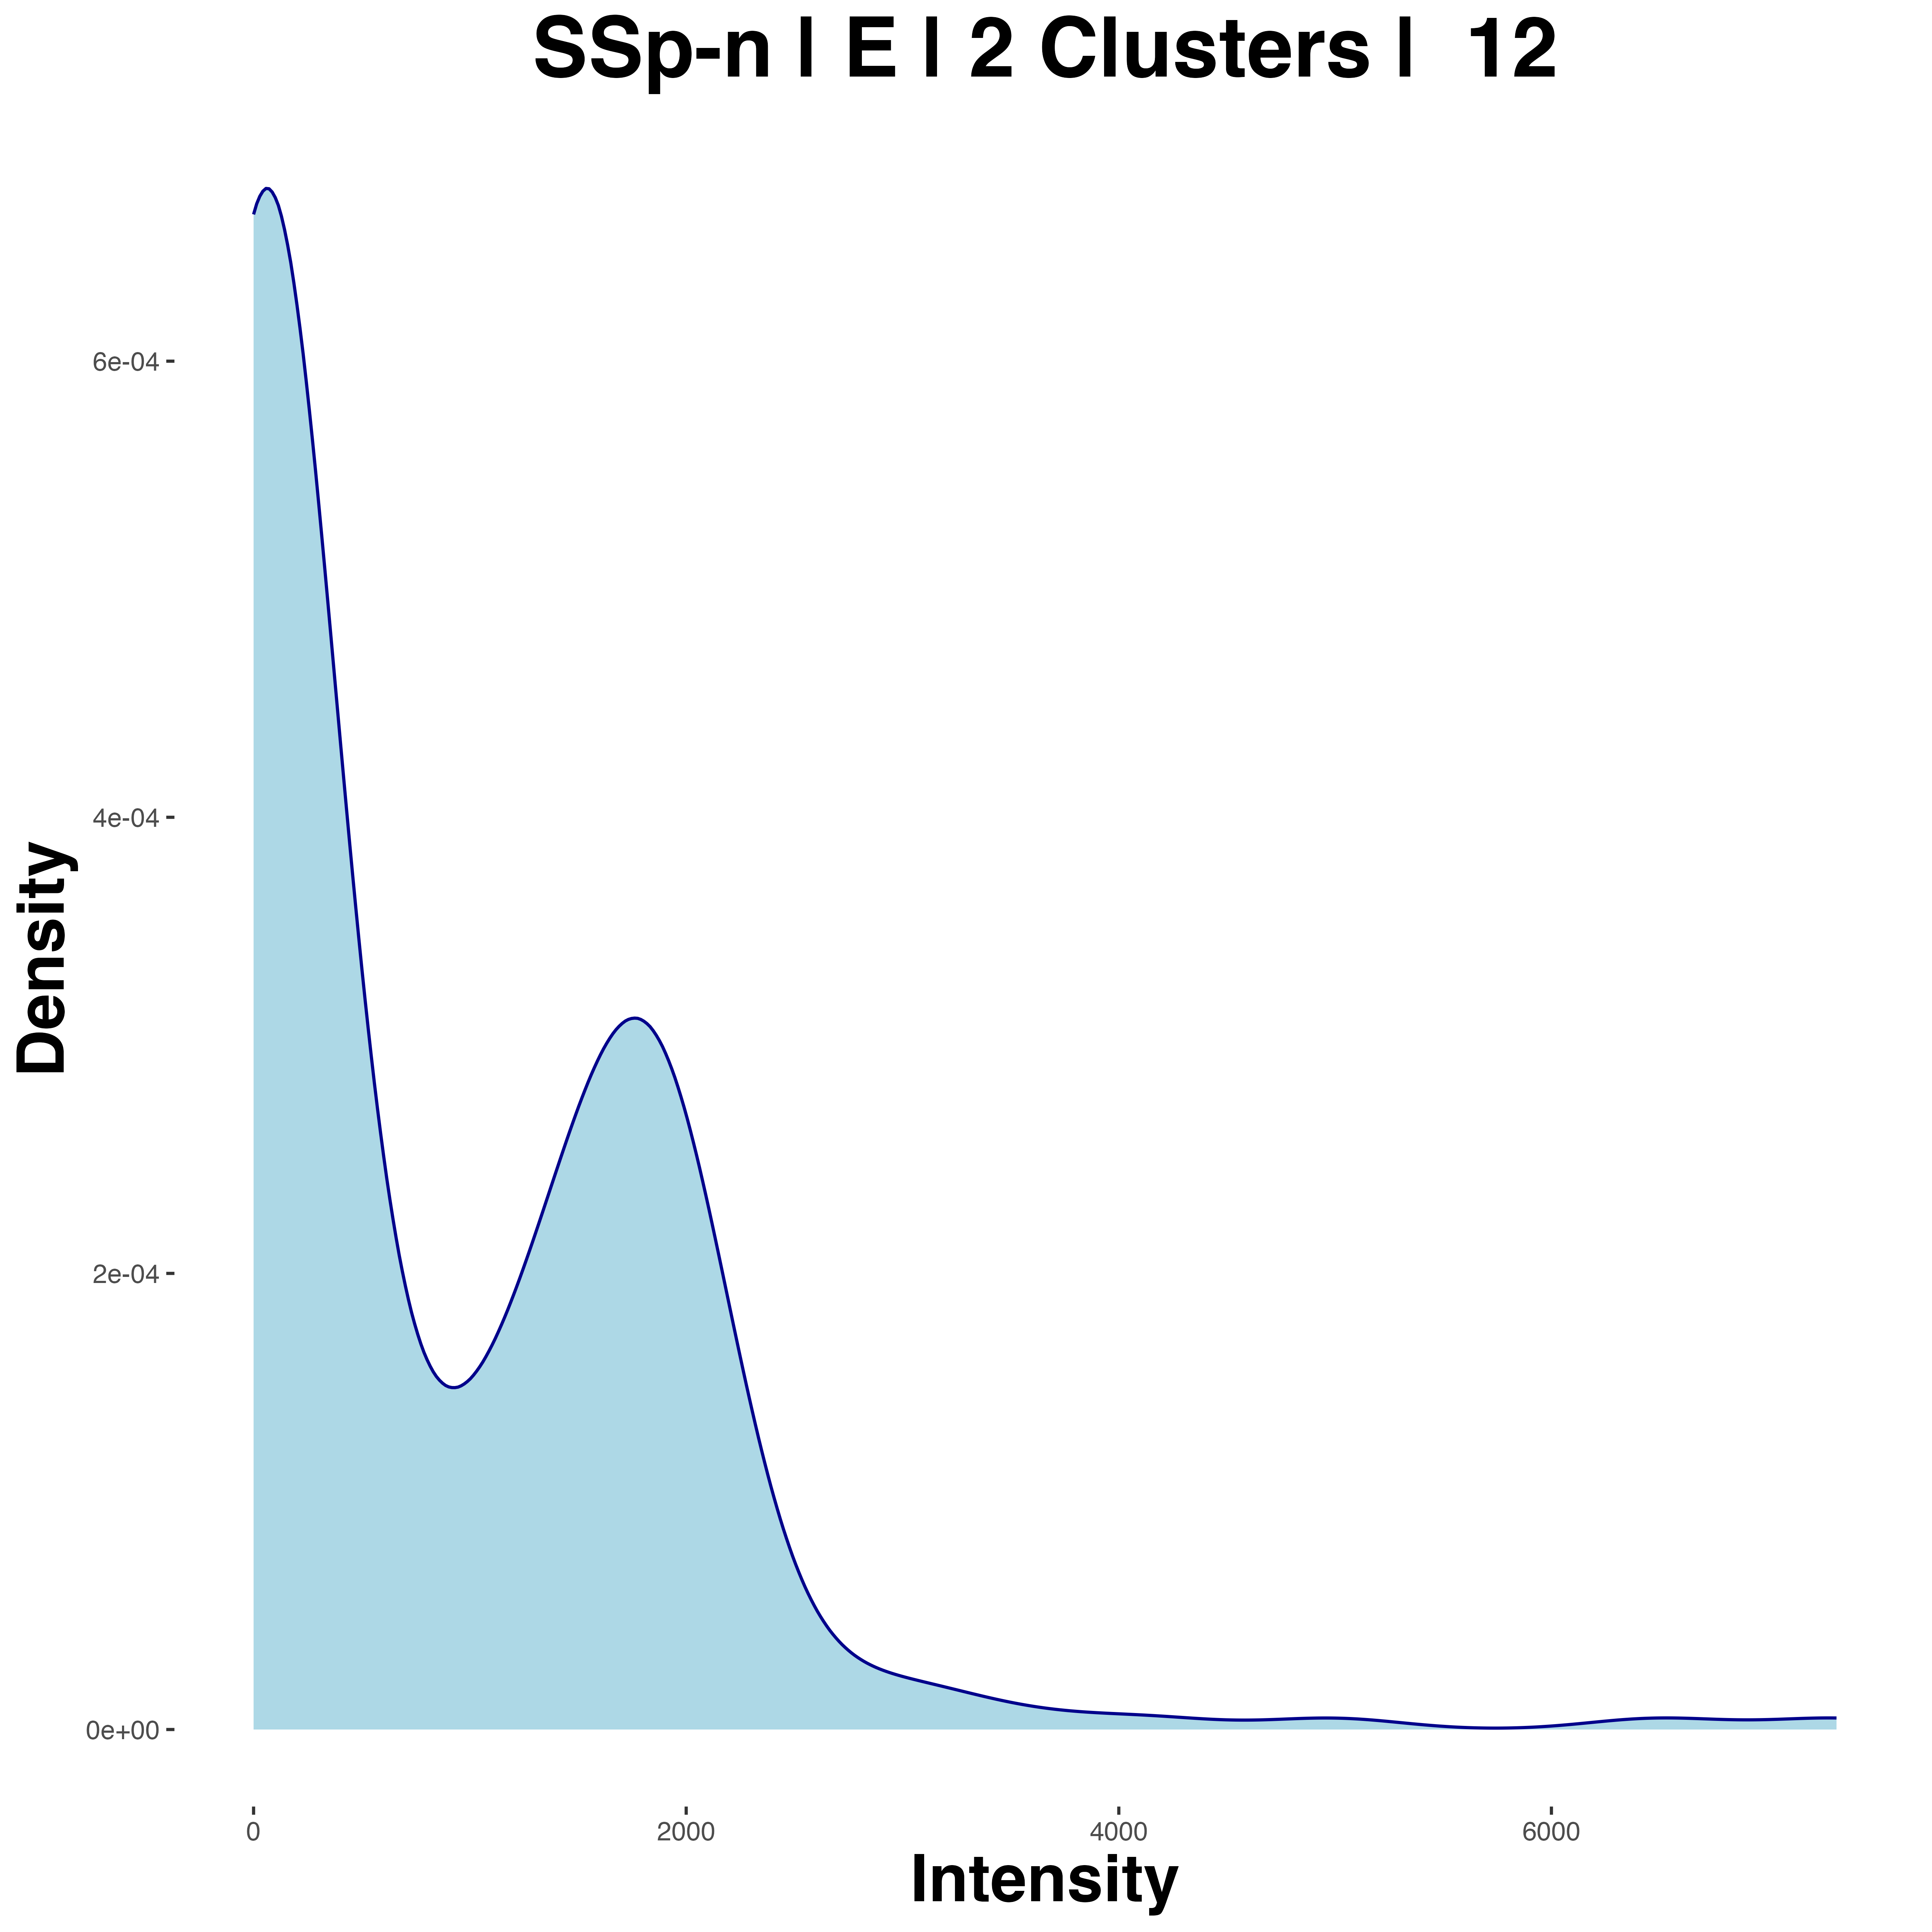 SSp-n | E | 2 Clusters | 12
Density
6e-04
4e-04
2e-04
0e+00
0
2000
4000
6000
Intensity